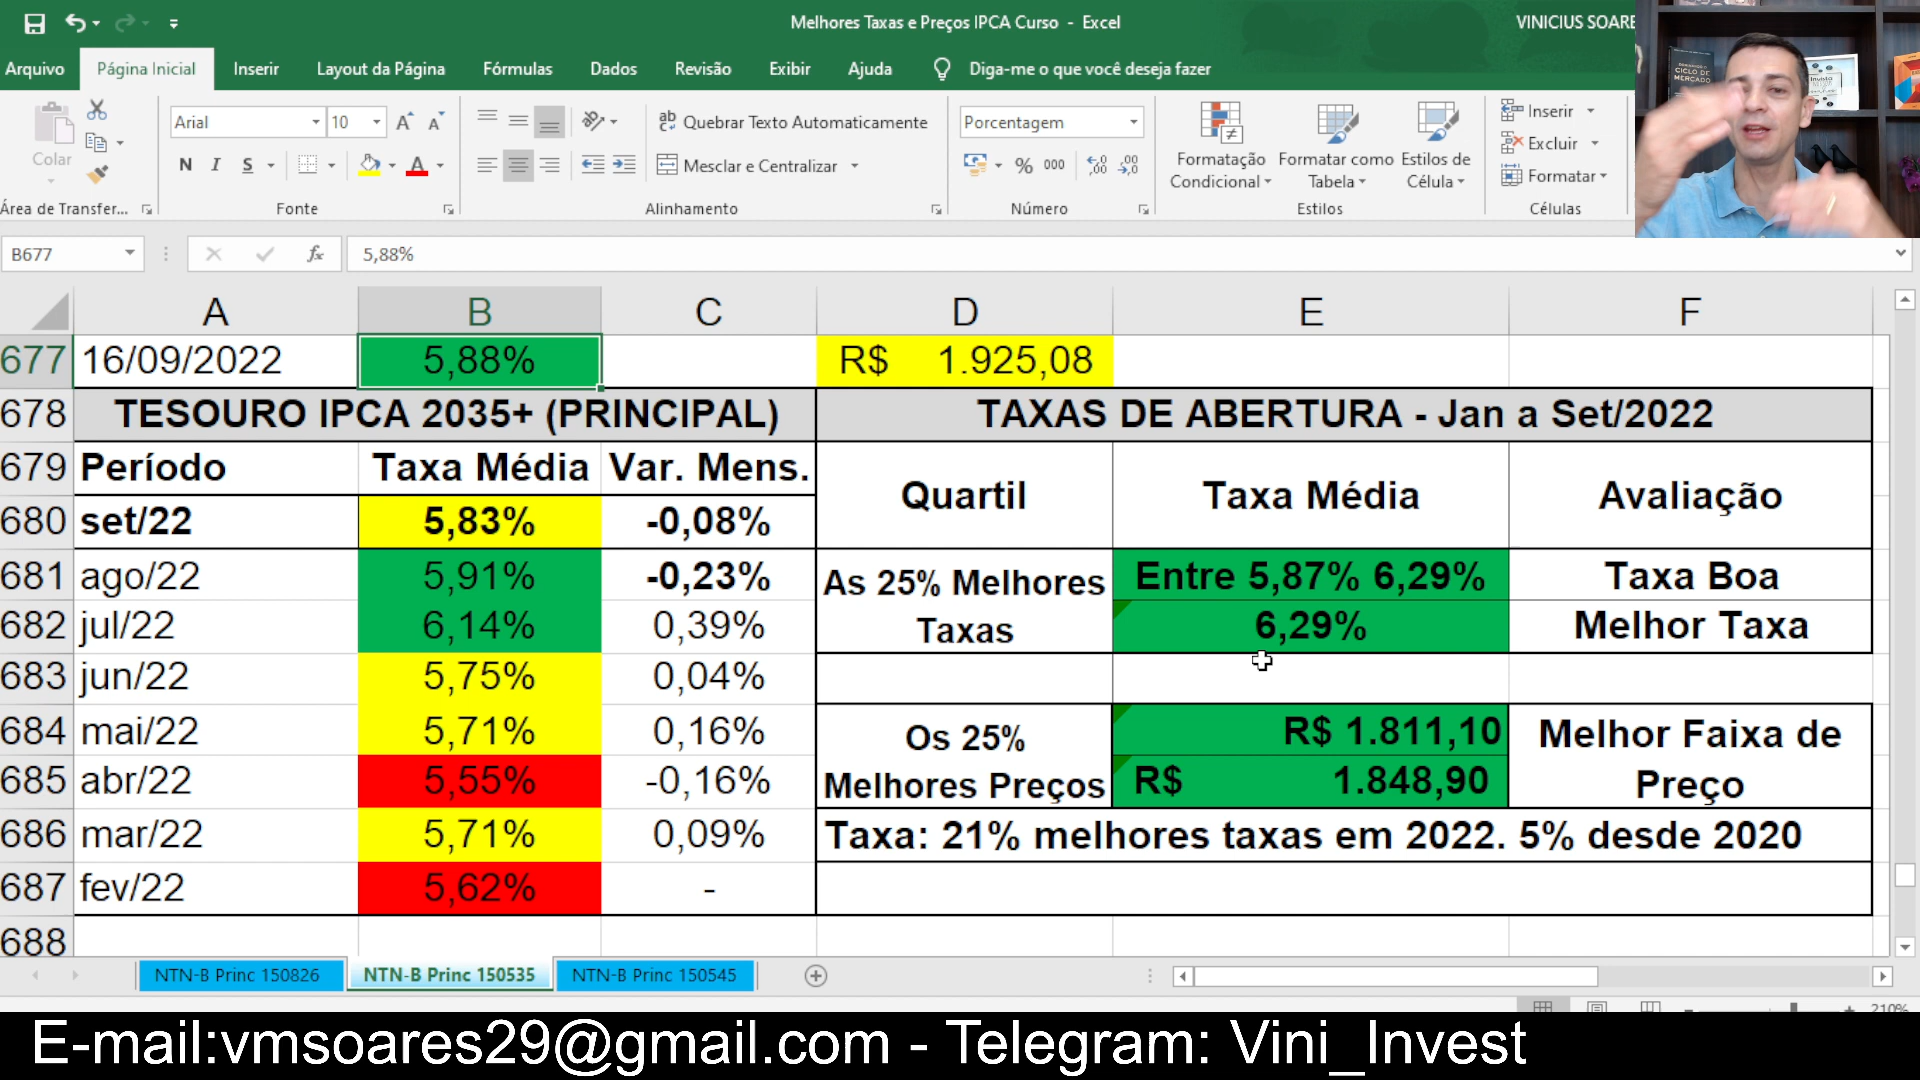 Melhores Taxas e Preços IPCA Curso - Excel
VINICIUS SOARE
Arquivo Página Inicial Inserir Layout da Página Fórmulas Dados Revisão Exibir Ajuda Diga-me o que você deseja fazer
CICLO DE MERCADO
Colar
Arial 10
N I S
Quebrar Texto Automaticamente
Mesclar e Centralizar
Porcentagem
% 000
Formatação Condicional
Formatar como Tabela
Estilos de Célula
Inserir
Excluir
Formatar
Área de Transfer... Fonte Alinhamento Número Estilos Células
B677 fx 5,88%
A B C D E F
677 16/09/2022 5,88% R$ 1.925,08
678 TESOURO IPCA 2035+ (PRINCIPAL) TAXAS DE ABERTURA - Jan a Set/2022
679 Período Taxa Média Var. Mens. Quartil Taxa Média Avaliação
680 set/22 5,83% -0,08%
681 ago/22 5,91% -0,23% As 25% Melhores Entre 5,87% 6,29% Taxa Boa
682 jul/22 6,14% 0,39% Taxas 6,29% Melhor Taxa
683 jun/22 5,75% 0,04%
684 mai/22 5,71% 0,16% Os 25% R$ 1.811,10 Melhor Faixa de
685 abr/22 5,55% -0,16% Melhores Preços R$ 1.848,90 Preço
686 mar/22 5,71% 0,09% Taxa: 21% melhores taxas em 2022. 5% desde 2020
687 fev/22 5,62% -
688
NTN-B Princ 150826 NTN-B Princ 150535 NTN-B Princ 150545
210%
E-mail:vmsoares29@gmail.com - Telegram: Vini_Invest